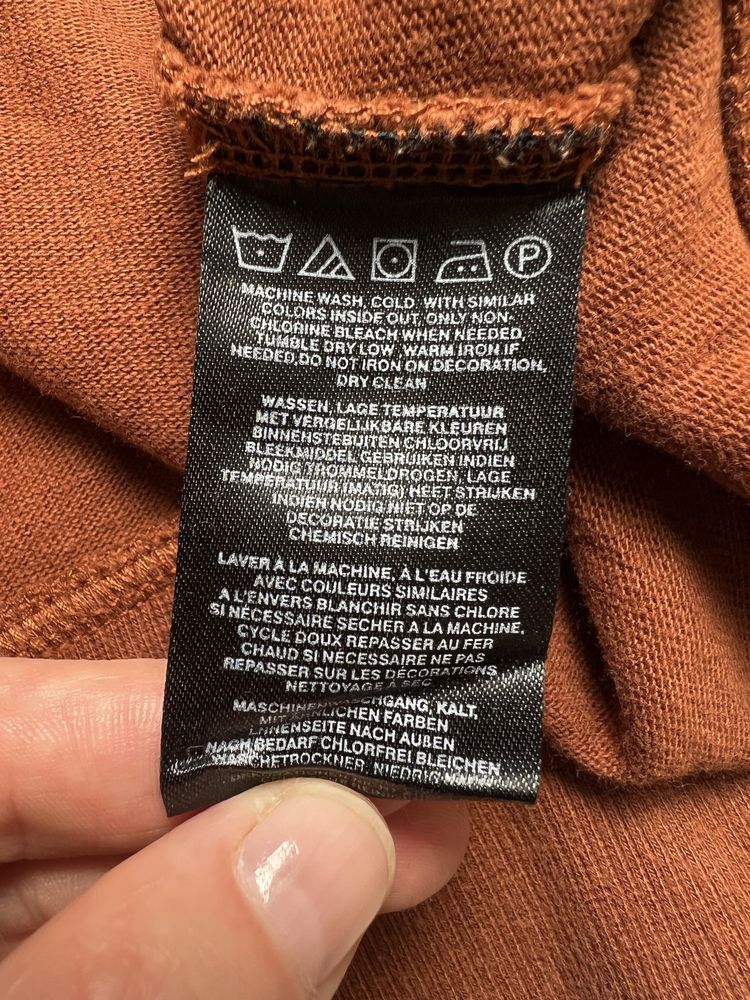 P
MACHINE WASH, COLD, WITH SIMILAR
COLORS INSIDE OUT, ONLY NON-
CHLORINE BLEACH WHEN NEEDED,
TUMBLE DRY LOW, WARM IRON IF
NEEDED,DO NOT IRON ON DECORATION,
DRY CLEAN
WASSEN, LAGE TEMPERATUUR
MET VERGELIJKBARE KLEUREN
BINNENSTEBUITEN CHLOORVRIJ
BLEEKMIDDEL GEBRUIKEN INDIEN
NODIG TROMMELDROGEN, LAGE
TEMPERATUUR (MATIG) HEET STRIJKEN
INDIEN NODIG NIET OP DE
DECORATIE STRIJKEN
CHEMISCH REINIGEN
LAVER À LA MACHINE, À L'EAU FROIDE
AVEC COULEURS SIMILAIRES
A L'ENVERS BLANCHIR SANS CHLORE
SI NÉCESSAIRE SECHER A LA MACHINE,
CYCLE DOUX REPASSER AU FER
CHAUD SI NÉCESSAIRE NE PAS
REPASSER SUR LES DÉCORATIONS
NETTOYAGE À SEC
KALT,
FARBEN
INNENSEITE NACH AUßEN
NACH BEDARF CHLORFREI BLEICHEN
NIEDRIG